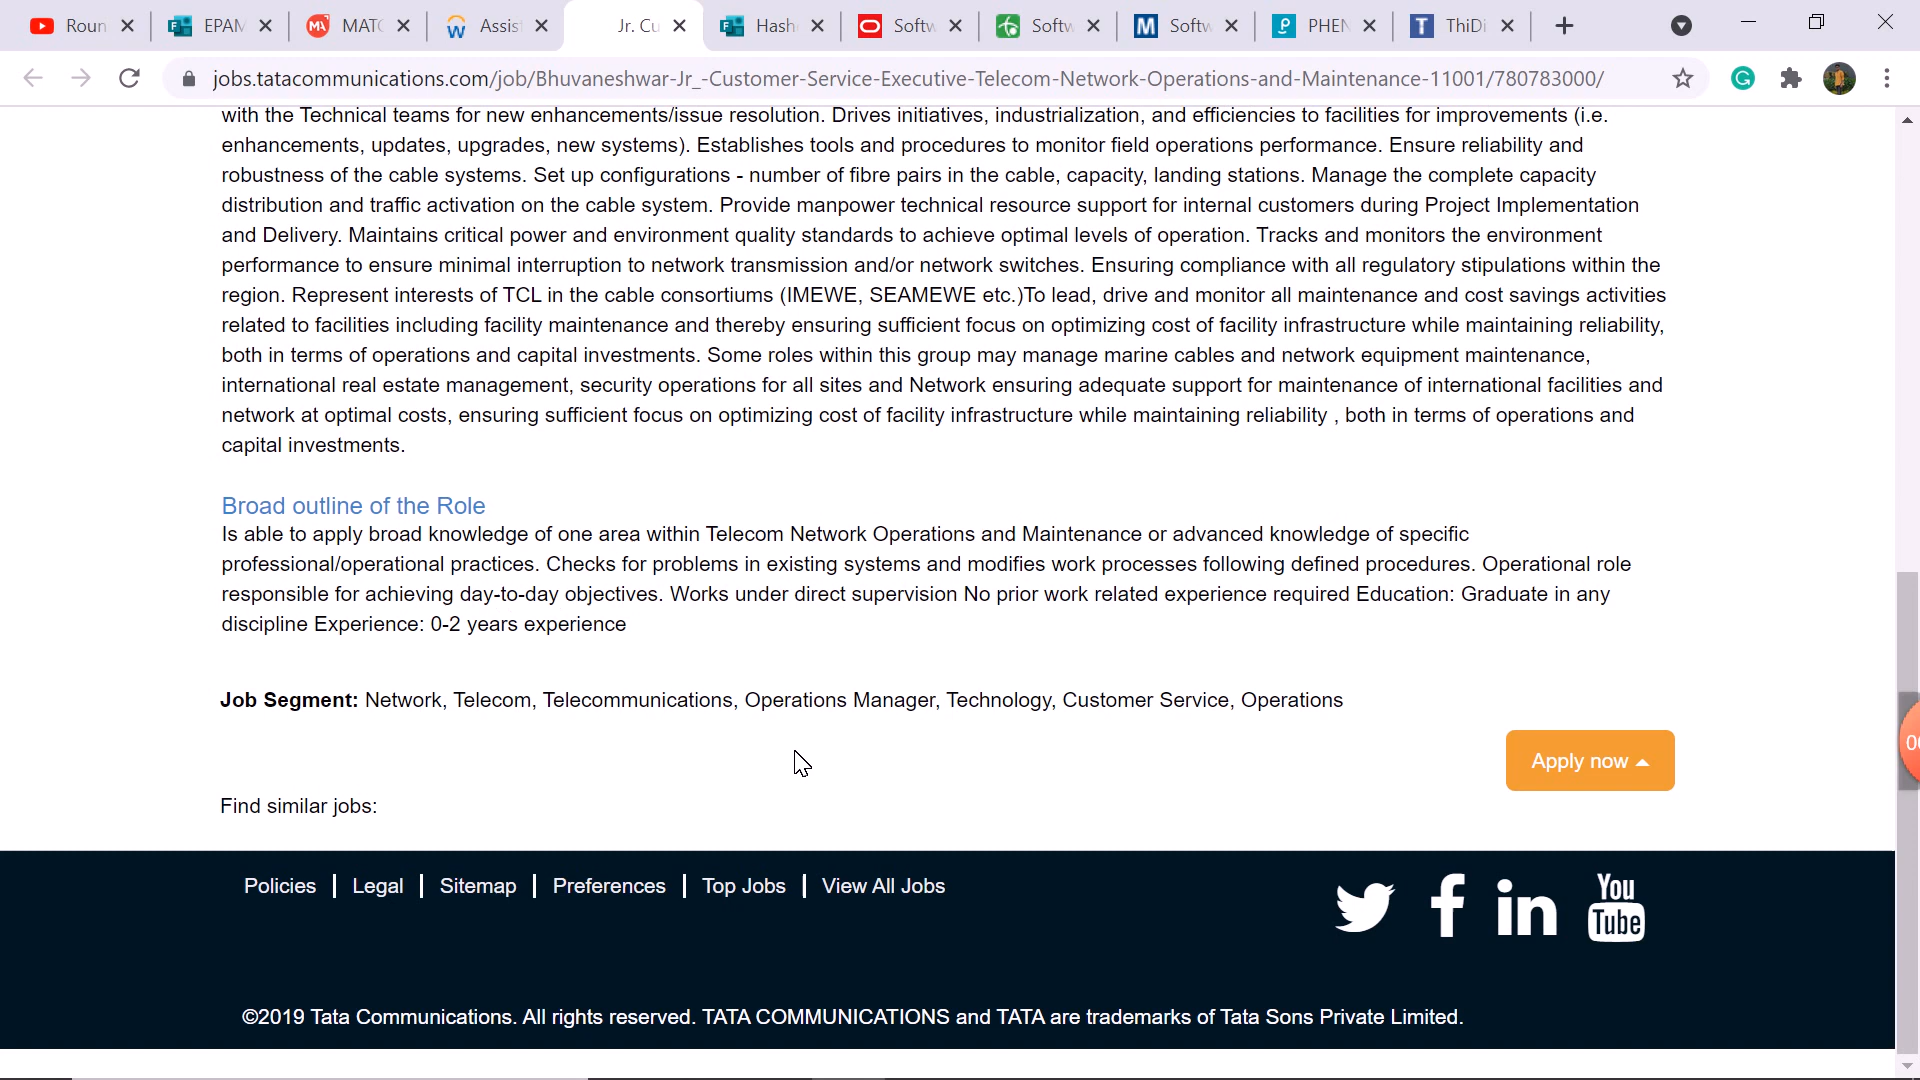 Roun
EPAM
MATC
Assist
Jr. Cu
Hash
Softw
Softw
Softw
PHEN
ThiDi
jobs.tatacommunications.com/job/Bhuvaneshwar-Jr_-Customer-Service-Executive-Telecom-Network-Operations-and-Maintenance-11001/780783000/
with the Technical teams for new enhancements/issue resolution. Drives initiatives, industrialization, and efficiencies to facilities for improvements (i.e.
enhancements, updates, upgrades, new systems). Establishes tools and procedures to monitor field operations performance. Ensure reliability and
robustness of the cable systems. Set up configurations - number of fibre pairs in the cable, capacity, landing stations. Manage the complete capacity
distribution and traffic activation on the cable system. Provide manpower technical resource support for internal customers during Project Implementation
and Delivery. Maintains critical power and environment quality standards to achieve optimal levels of operation. Tracks and monitors the environment
performance to ensure minimal interruption to network transmission and/or network switches. Ensuring compliance with all regulatory stipulations within the
region. Represent interests of TCL in the cable consortiums (IMEWE, SEAMEWE etc.)To lead, drive and monitor all maintenance and cost savings activities
related to facilities including facility maintenance and thereby ensuring sufficient focus on optimizing cost of facility infrastructure while maintaining reliability,
both in terms of operations and capital investments. Some roles within this group may manage marine cables and network equipment maintenance,
international real estate management, security operations for all sites and Network ensuring adequate support for maintenance of international facilities and
network at optimal costs, ensuring sufficient focus on optimizing cost of facility infrastructure while maintaining reliability , both in terms of operations and
capital investments.
Broad outline of the Role
Is able to apply broad knowledge of one area within Telecom Network Operations and Maintenance or advanced knowledge of specific
professional/operational practices. Checks for problems in existing systems and modifies work processes following defined procedures. Operational role
responsible for achieving day-to-day objectives. Works under direct supervision No prior work related experience required Education: Graduate in any
discipline Experience: 0-2 years experience
Job Segment: Network, Telecom, Telecommunications, Operations Manager, Technology, Customer Service, Operations
Apply now
Find similar jobs:
Policies | Legal | Sitemap | Preferences | Top Jobs | View All Jobs
You
Tube
©2019 Tata Communications. All rights reserved. TATA COMMUNICATIONS and TATA are trademarks of Tata Sons Private Limited.